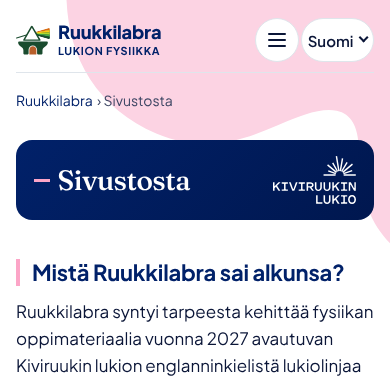 Ruukkilabra
LUKION FYSIIKKA
Suomi
Ruukkilabra › Sivustosta
Sivustosta
KIVIRUUKIN
LUKIO
Mistä Ruukkilabra sai alkunsa?
Ruukkilabra syntyi tarpeesta kehittää fysiikan
oppimateriaalia vuonna 2027 avautuvan
Kiviruukin lukion englanninkielistä lukiolinjaa